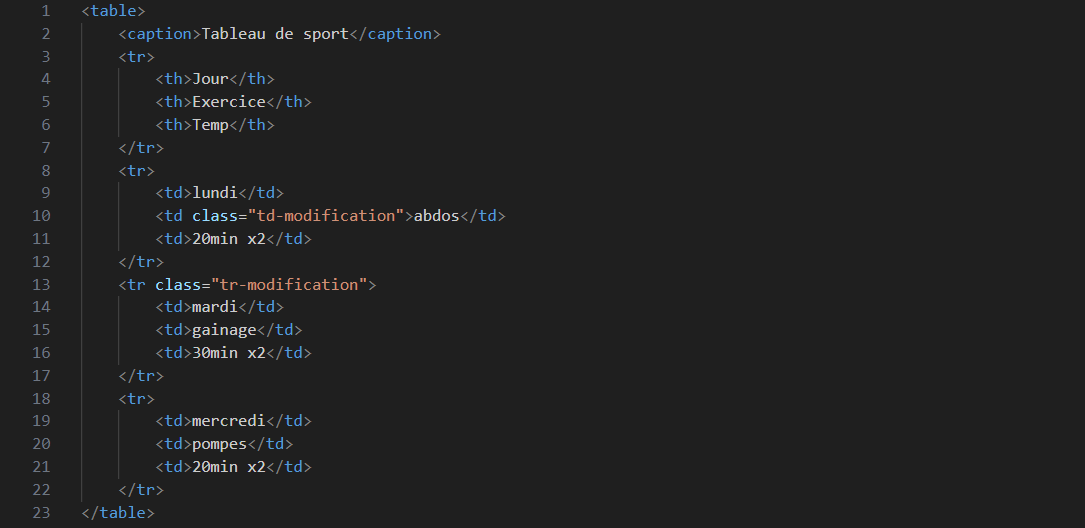 1 <table>
2 <caption>Tableau de sport</caption>
3 <tr>
4 <th>Jour</th>
5 <th>Exercice</th>
6 <th>Temp</th>
7 </tr>
8 <tr>
9 <td>lundi</td>
10 <td class="td-modification">abdos</td>
11 <td>20min x2</td>
12 </tr>
13 <tr class="tr-modification">
14 <td>mardi</td>
15 <td>gainage</td>
16 <td>30min x2</td>
17 </tr>
18 <tr>
19 <td>mercredi</td>
20 <td>pompes</td>
21 <td>20min x2</td>
22 </tr>
23 </table>